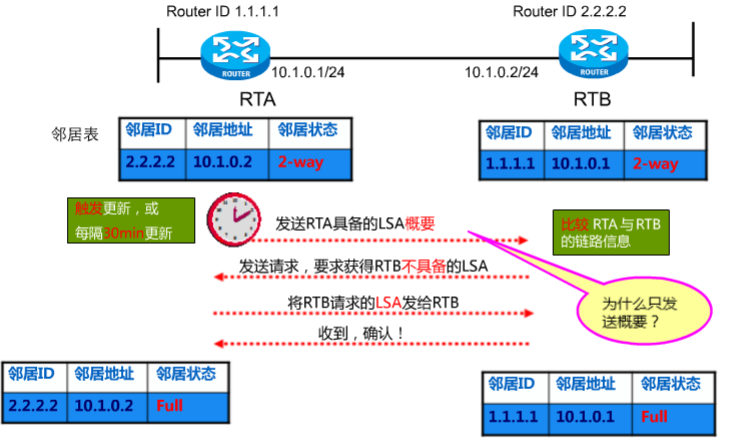 Router ID 1.1.1.1
Router ID 2.2.2.2
ROUTER
ROUTER
10.1.0.1/24
10.1.0.2/24
RTA
RTB
邻居表
邻居ID 邻居地址 邻居状态
2.2.2.2 10.1.0.2 2-way
邻居ID 邻居地址 邻居状态
1.1.1.1 10.1.0.1 2-way
触发更新，或
每隔30min更新
发送RTA具备的LSA概要
比较 RTA与RTB
的链路信息
发送请求，要求获得RTB不具备的LSA
将RTB请求的LSA发给RTB
收到，确认！
为什么只发
送概要？
邻居ID 邻居地址 邻居状态
2.2.2.2 10.1.0.2 Full
邻居ID 邻居地址 邻居状态
1.1.1.1 10.1.0.1 Full